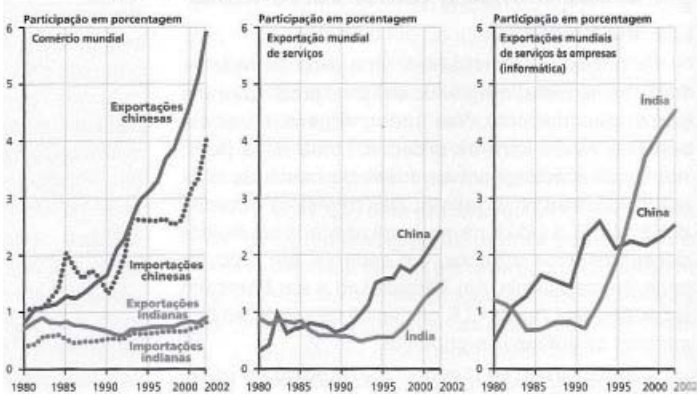 Participação em porcentagem
Comércio mundial
6
5
4
3
2
1
0
Exportações
chinesas
Importações
chinesas
Exportações
indianas
Importações
indianas
1980 1985 1990 1995 2000 2002
Participação em porcentagem
Exportação mundial
de serviços
6
5
4
3
2
1
0
China
Índia
1980 1985 1990 1995 2000 2002
Participação em porcentagem
Exportações mundiais
de serviços às empresas
(informática)
6
5
4
3
2
1
0
Índia
China
1980 1985 1990 1995 2000 2002